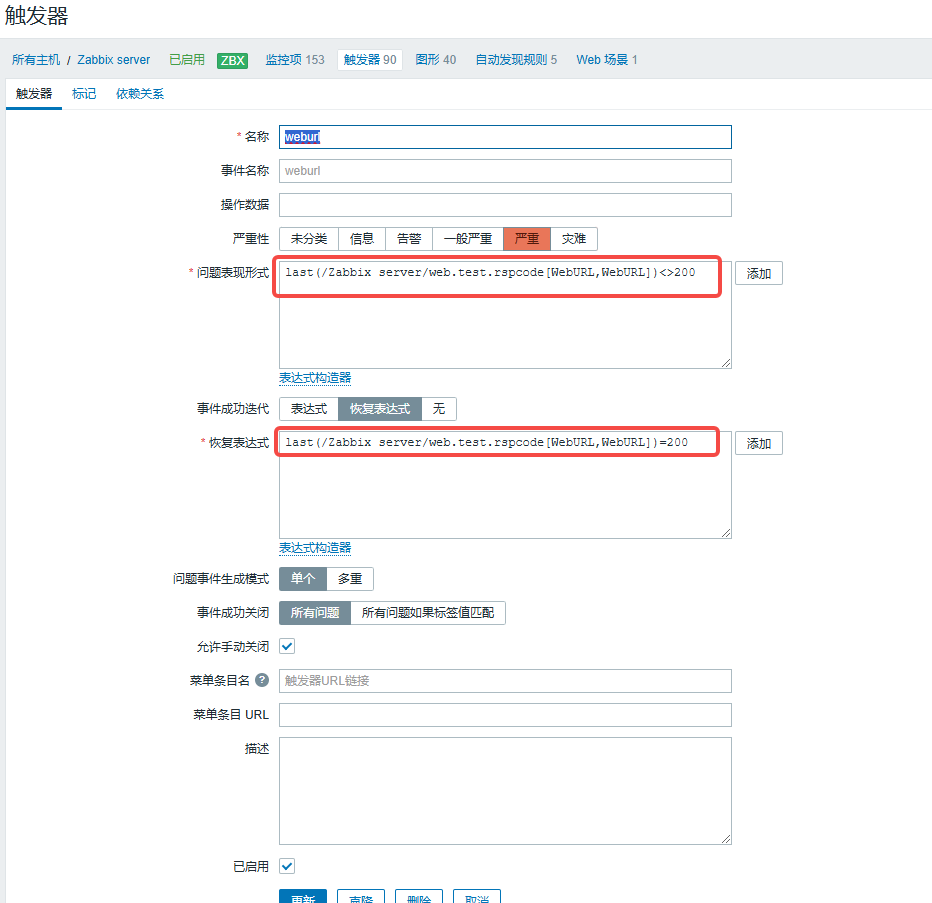 触发器
所有主机 / Zabbix server 已启用 ZBX 监控项 153 触发器 90 图形 40 自动发现规则 5 Web 场景 1
触发器 标记 依赖关系
* 名称 weburl
事件名称 weburl
操作数据
严重性 未分类 信息 告警 一般严重 严重 灾难
* 问题表现形式 last(/Zabbix server/web.test.rspcode[WebURL,WebURL])<>200 添加
表达式构造器
事件成功迭代 表达式 恢复表达式 无
* 恢复表达式 last(/Zabbix server/web.test.rspcode[WebURL,WebURL])=200 添加
表达式构造器
问题事件生成模式 单个 多重
事件成功关闭 所有问题 所有问题如果标签值匹配
允许手动关闭
菜单条目名 ? 触发器URL链接
菜单条目 URL
描述
已启用
更新 克隆 删除 取消